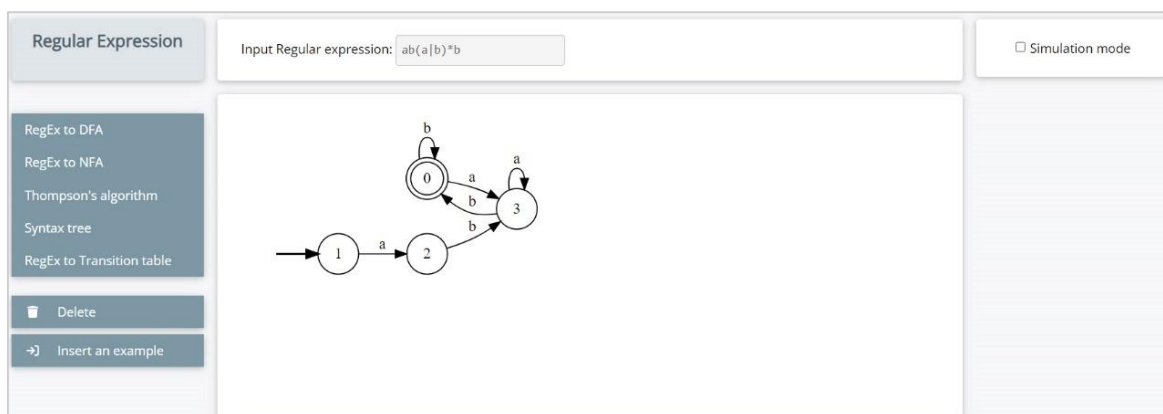 Regular Expression
Input Regular expression: ab(a|b)*b
Simulation mode
RegEx to DFA
RegEx to NFA
Thompson's algorithm
Syntax tree
RegEx to Transition table
Delete
Insert an example
b
0
a
a
b
3
b
1
a
2